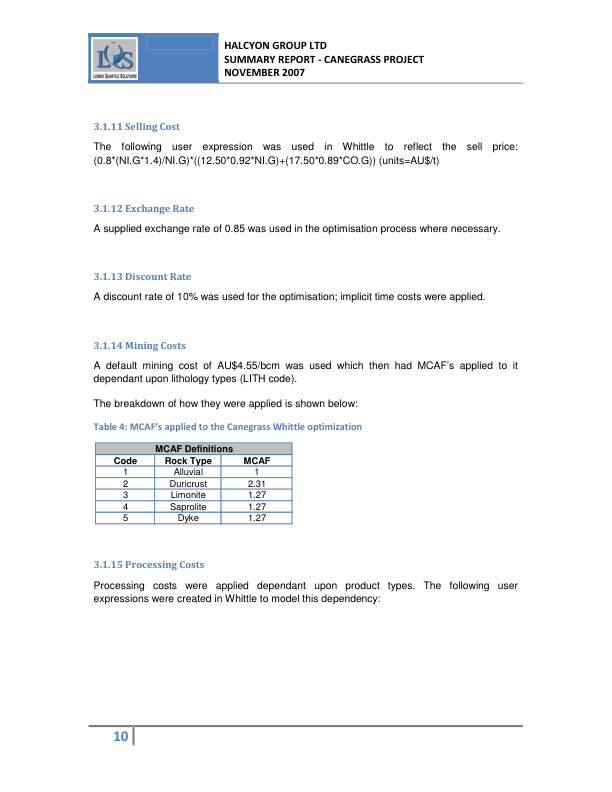 LQS
LOWER QUARTILE SOLUTIONS
HALCYON GROUP LTD
SUMMARY REPORT - CANEGRASS PROJECT
NOVEMBER 2007
3.1.11 Selling Cost
The following user expression was used in Whittle to reflect the sell price:
(0.8*(NI.G*1.4)/NI.G)*((12.50*0.92*NI.G)+(17.50*0.89*CO.G)) (units=AU$/t)
3.1.12 Exchange Rate
A supplied exchange rate of 0.85 was used in the optimisation process where necessary.
3.1.13 Discount Rate
A discount rate of 10% was used for the optimisation; implicit time costs were applied.
3.1.14 Mining Costs
A default mining cost of AU$4.55/bcm was used which then had MCAF's applied to it
dependant upon lithology types (LITH code).
The breakdown of how they were applied is shown below:
Table 4: MCAF's applied to the Canegrass Whittle optimization
MCAF Definitions
Code Rock Type MCAF
1 Alluvial 1
2 Duricrust 2.31
3 Limonite 1.27
4 Saprolite 1.27
5 Dyke 1.27
3.1.15 Processing Costs
Processing costs were applied dependant upon product types. The following user
expressions were created in Whittle to model this dependency:
10